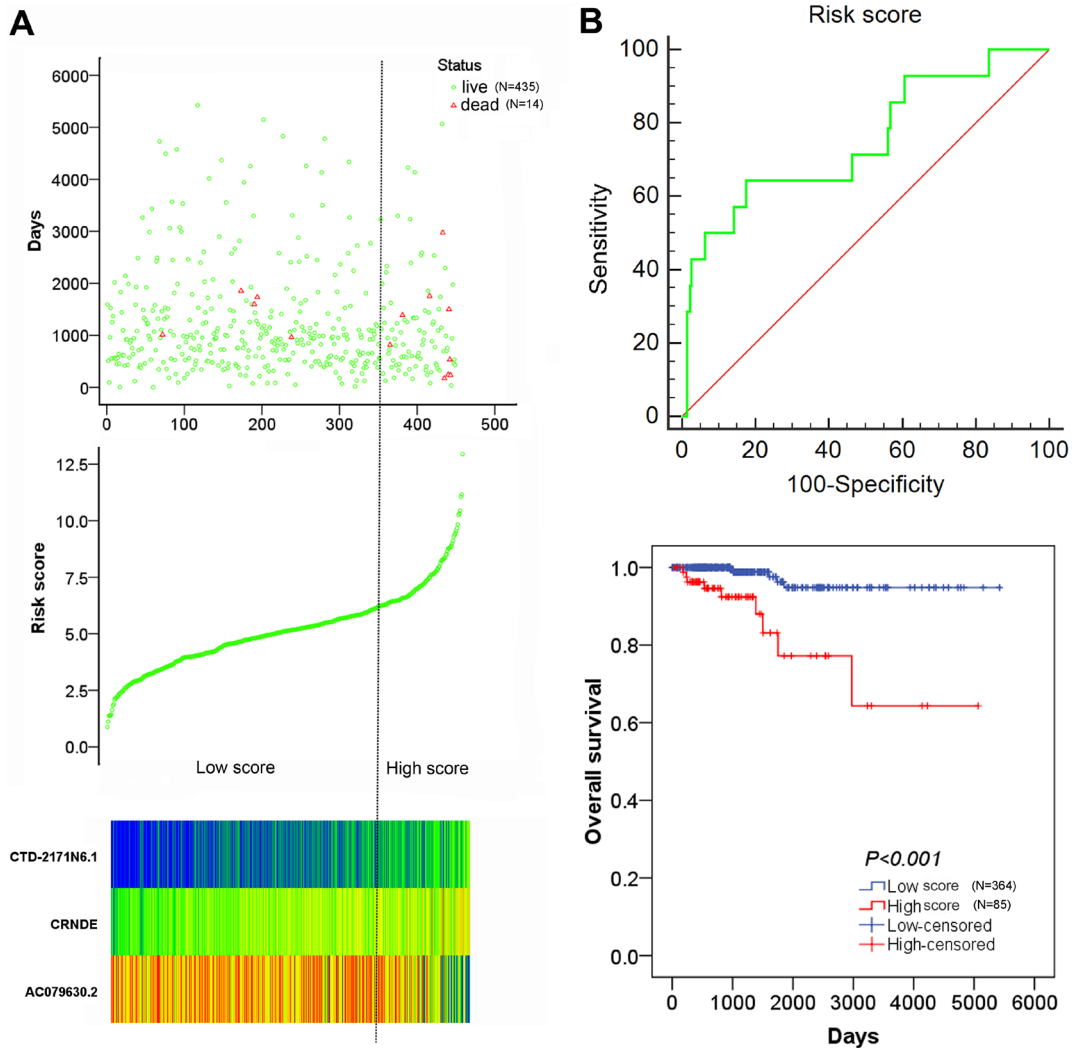 A
Status
live (N=435)
dead (N=14)
Days
6000
5000
4000
3000
2000
1000
0
0 100 200 300 400 500
Risk score
12.5
10.0
7.5
5.0
2.5
0.0
Low score High score
CTD-2171N6.1
CRNDE
AC079630.2
B
Risk score
Sensitivity
100
80
60
40
20
0
0 20 40 60 80 100
100-Specificity
Overall survival
1.0
0.8
0.6
0.4
0.2
0.0
P<0.001
Low score (N=364)
High score (N=85)
Low-censored
High-censored
0 1000 2000 3000 4000 5000 6000
Days